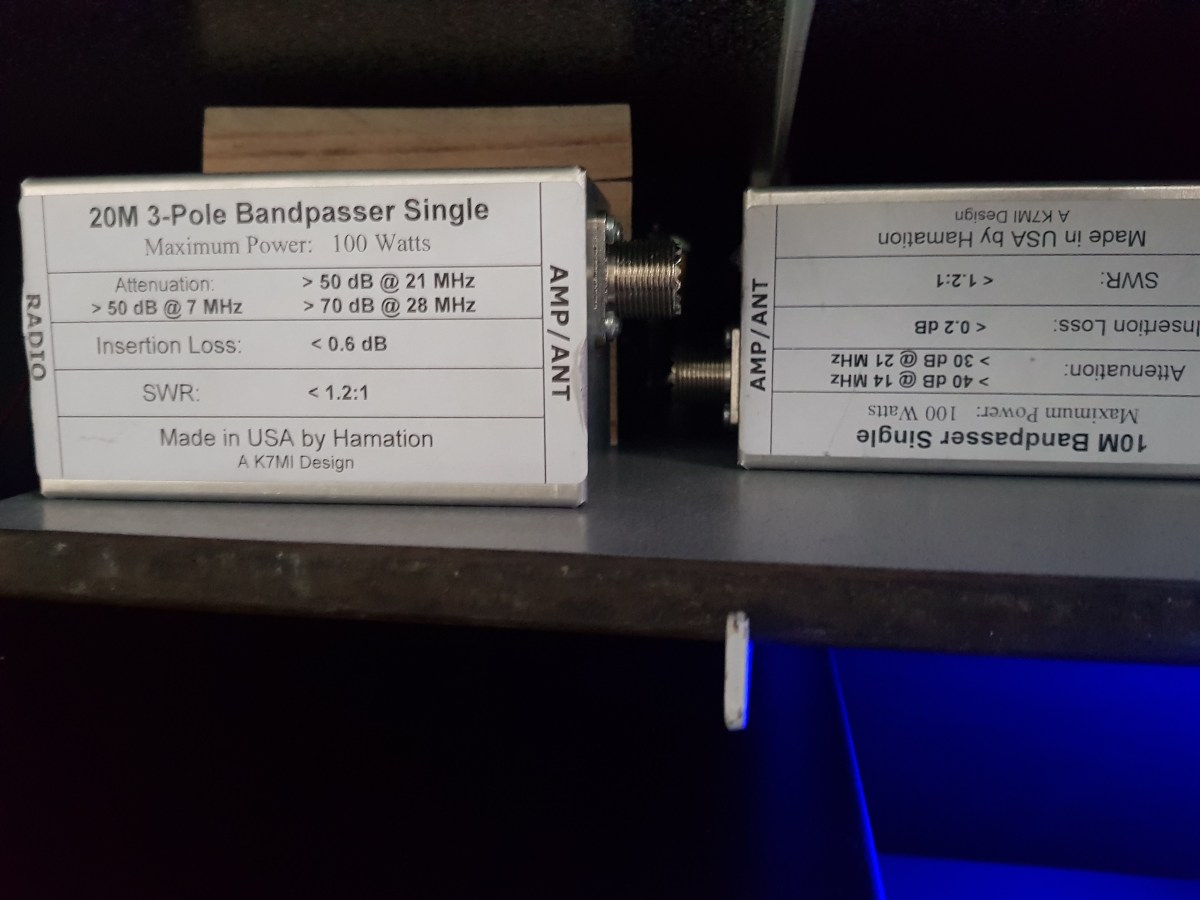 20M 3-Pole Bandpasser Single
Maximum Power: 100 Watts
Attenuation: > 50 dB @ 21 MHz
> 50 dB @ 7 MHz > 70 dB @ 28 MHz
Insertion Loss: < 0.6 dB
SWR: < 1.2:1
Made in USA by Hamation
A K7MI Design
RADIO
AMP/ANT
10M Bandpasser Single
Maximum Power: 100 Watts
> 40 dB @ 14 MHz
Attenuation: > 30 dB @ 21 MHz
Insertion Loss: < 0.2 dB
SWR: < 1.2:1
Made in USA by Hamation
A K7MI Design
AMP/ANT